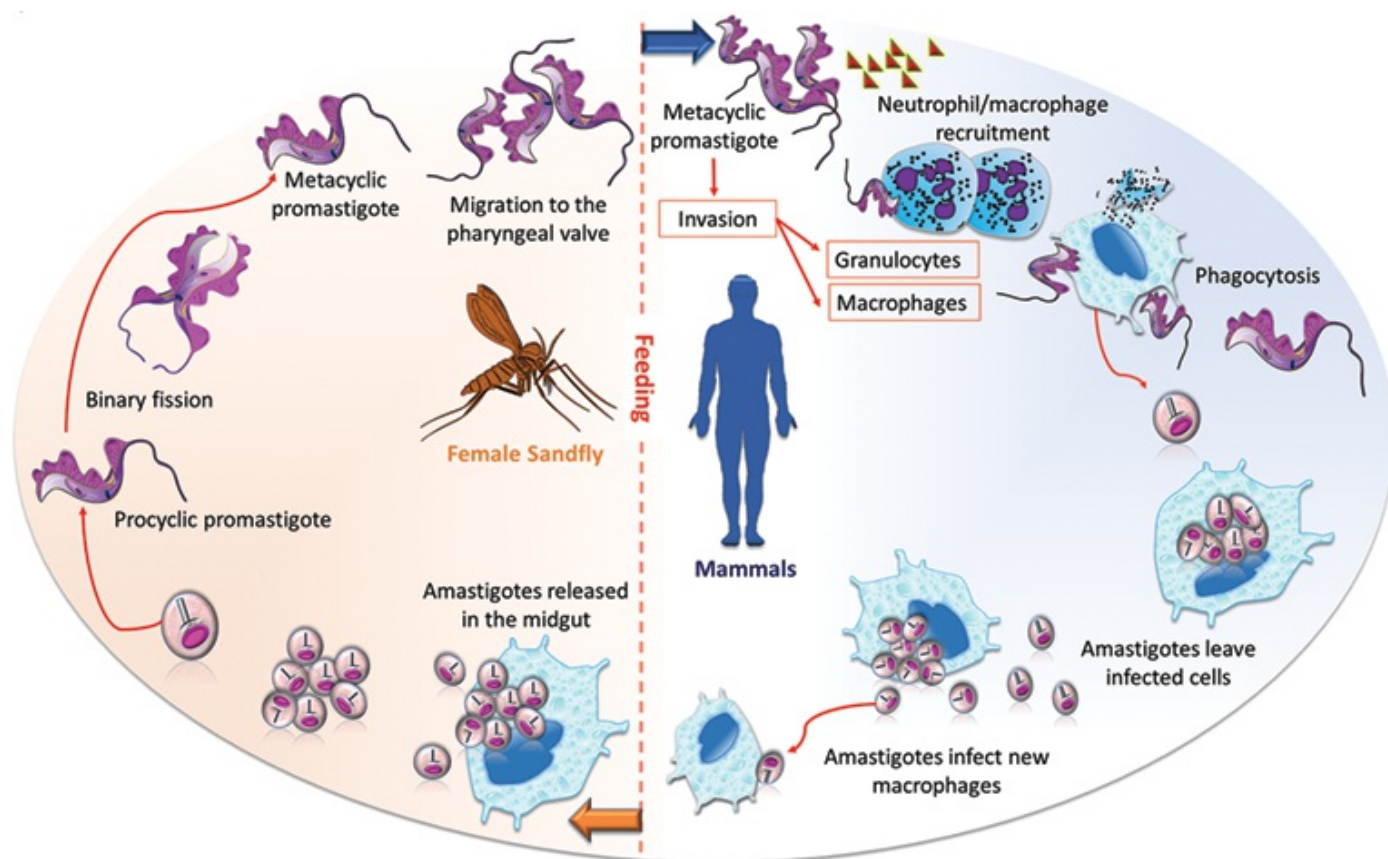 Metacyclic
promastigote
Migration to the
pharyngeal valve
Binary fission
Female Sandfly
Procyclic promastigote
Amastigotes released
in the midgut
Feeding
Metacyclic
promastigote
Neutrophil/macrophage
recruitment
Invasion
Granulocytes
Macrophages
Phagocytosis
Mammals
Amastigotes leave
infected cells
Amastigotes infect new
macrophages